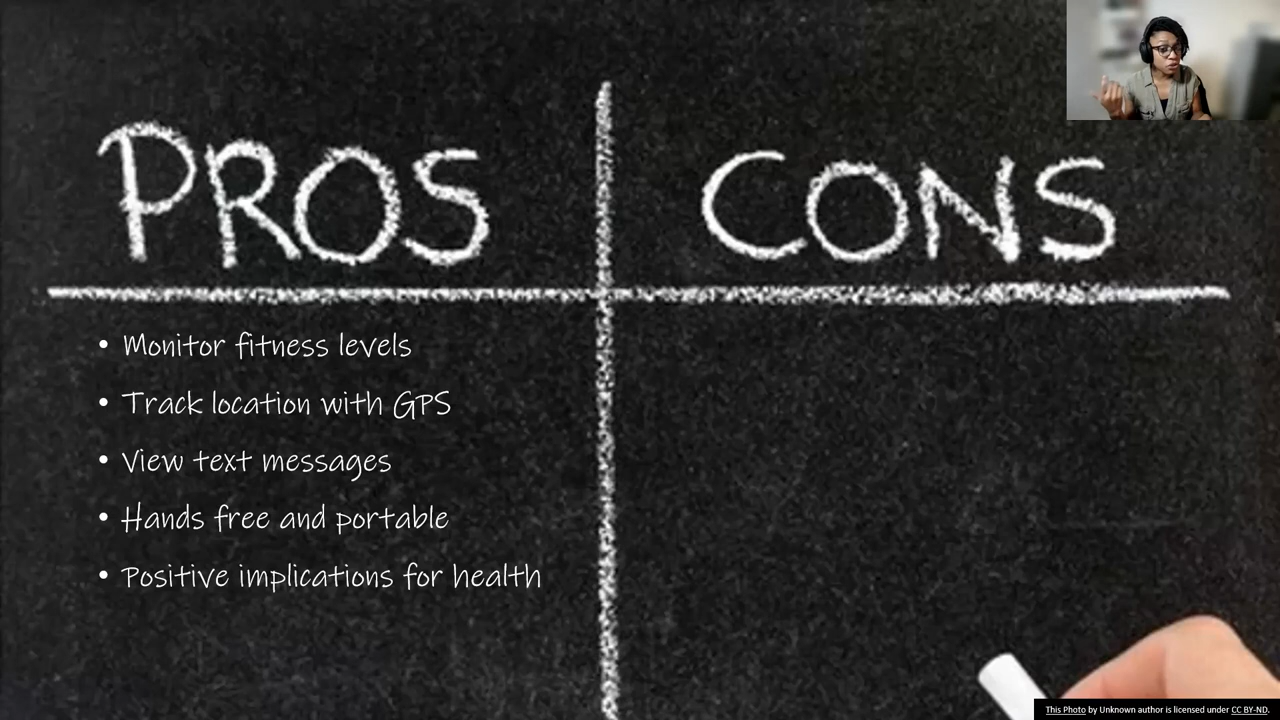 PROS
CONS
• Monitor fitness levels
• Track location with GPS
• View text messages
• Hands free and portable
• Positive implications for health
This Photo by Unknown author is licensed under CC BY-ND.